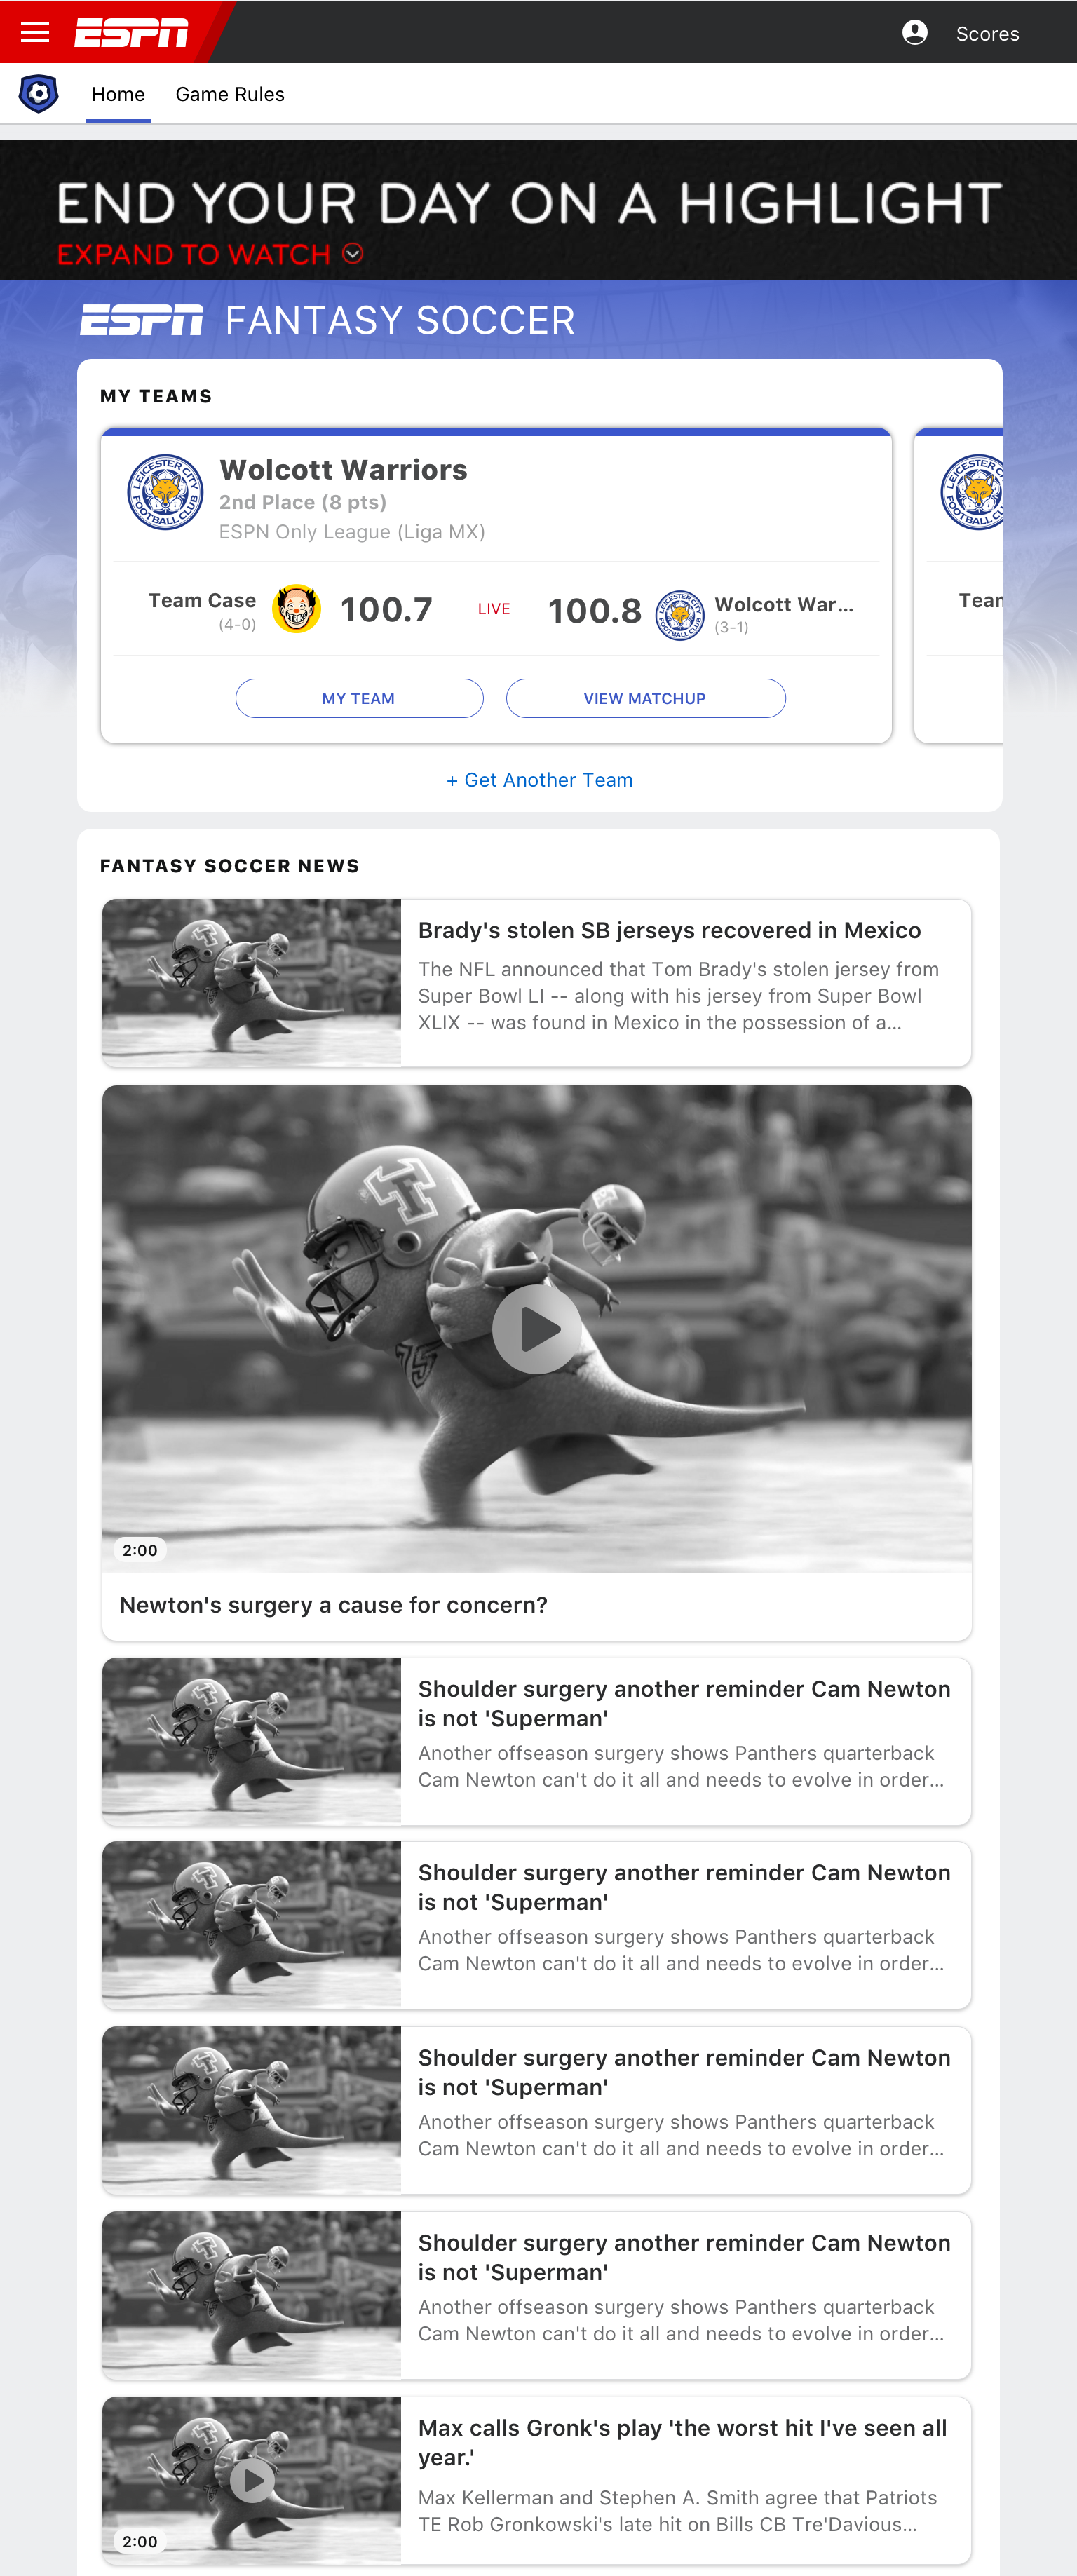 ESPN
Scores
Home
Game Rules
END YOUR DAY ON A HIGHLIGHT
EXPAND TO WATCH
ESPN FANTASY SOCCER
MY TEAMS
LEICESTER CITY
FOOTBALL CLUB
Wolcott Warriors
2nd Place (8 pts)
ESPN Only League (Liga MX)
Team Case
(4-0)
100.7
LIVE
100.8
Wolcott War...
(3-1)
MY TEAM
VIEW MATCHUP
+ Get Another Team
FANTASY SOCCER NEWS
Brady's stolen SB jerseys recovered in Mexico
The NFL announced that Tom Brady's stolen jersey from
Super Bowl LI -- along with his jersey from Super Bowl
XLIX -- was found in Mexico in the possession of a...
2:00
Newton's surgery a cause for concern?
Shoulder surgery another reminder Cam Newton
is not 'Superman'
Another offseason surgery shows Panthers quarterback
Cam Newton can't do it all and needs to evolve in order...
Shoulder surgery another reminder Cam Newton
is not 'Superman'
Another offseason surgery shows Panthers quarterback
Cam Newton can't do it all and needs to evolve in order...
Shoulder surgery another reminder Cam Newton
is not 'Superman'
Another offseason surgery shows Panthers quarterback
Cam Newton can't do it all and needs to evolve in order...
Shoulder surgery another reminder Cam Newton
is not 'Superman'
Another offseason surgery shows Panthers quarterback
Cam Newton can't do it all and needs to evolve in order...
2:00
Max calls Gronk's play 'the worst hit I've seen all
year.'
Max Kellerman and Stephen A. Smith agree that Patriots
TE Rob Gronkowski's late hit on Bills CB Tre'Davious...